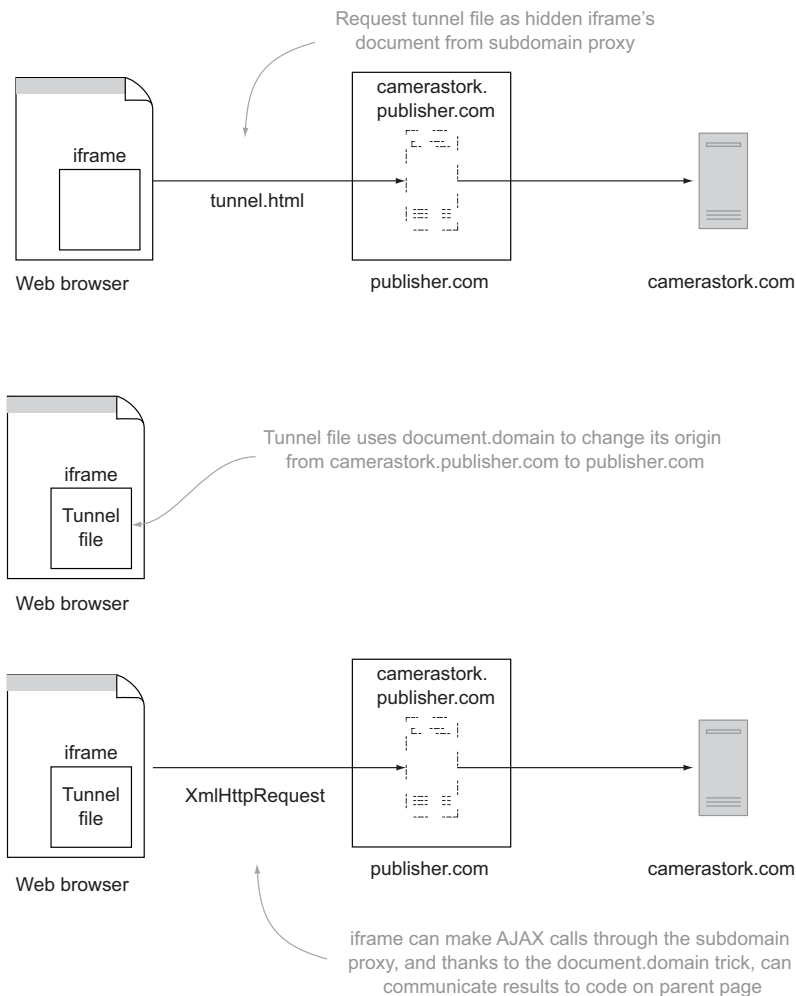 Request tunnel file as hidden iframe's
document from subdomain proxy
camerastork.
publisher.com
iframe
tunnel.html
Web browser
publisher.com
camerastork.com
Tunnel file uses document.domain to change its origin
from camerastork.publisher.com to publisher.com
iframe
Tunnel
file
Web browser
camerastork.
publisher.com
iframe
Tunnel
file
XmlHttpRequest
Web browser
publisher.com
camerastork.com
iframe can make AJAX calls through the subdomain
proxy, and thanks to the document.domain trick, can
communicate results to code on parent page